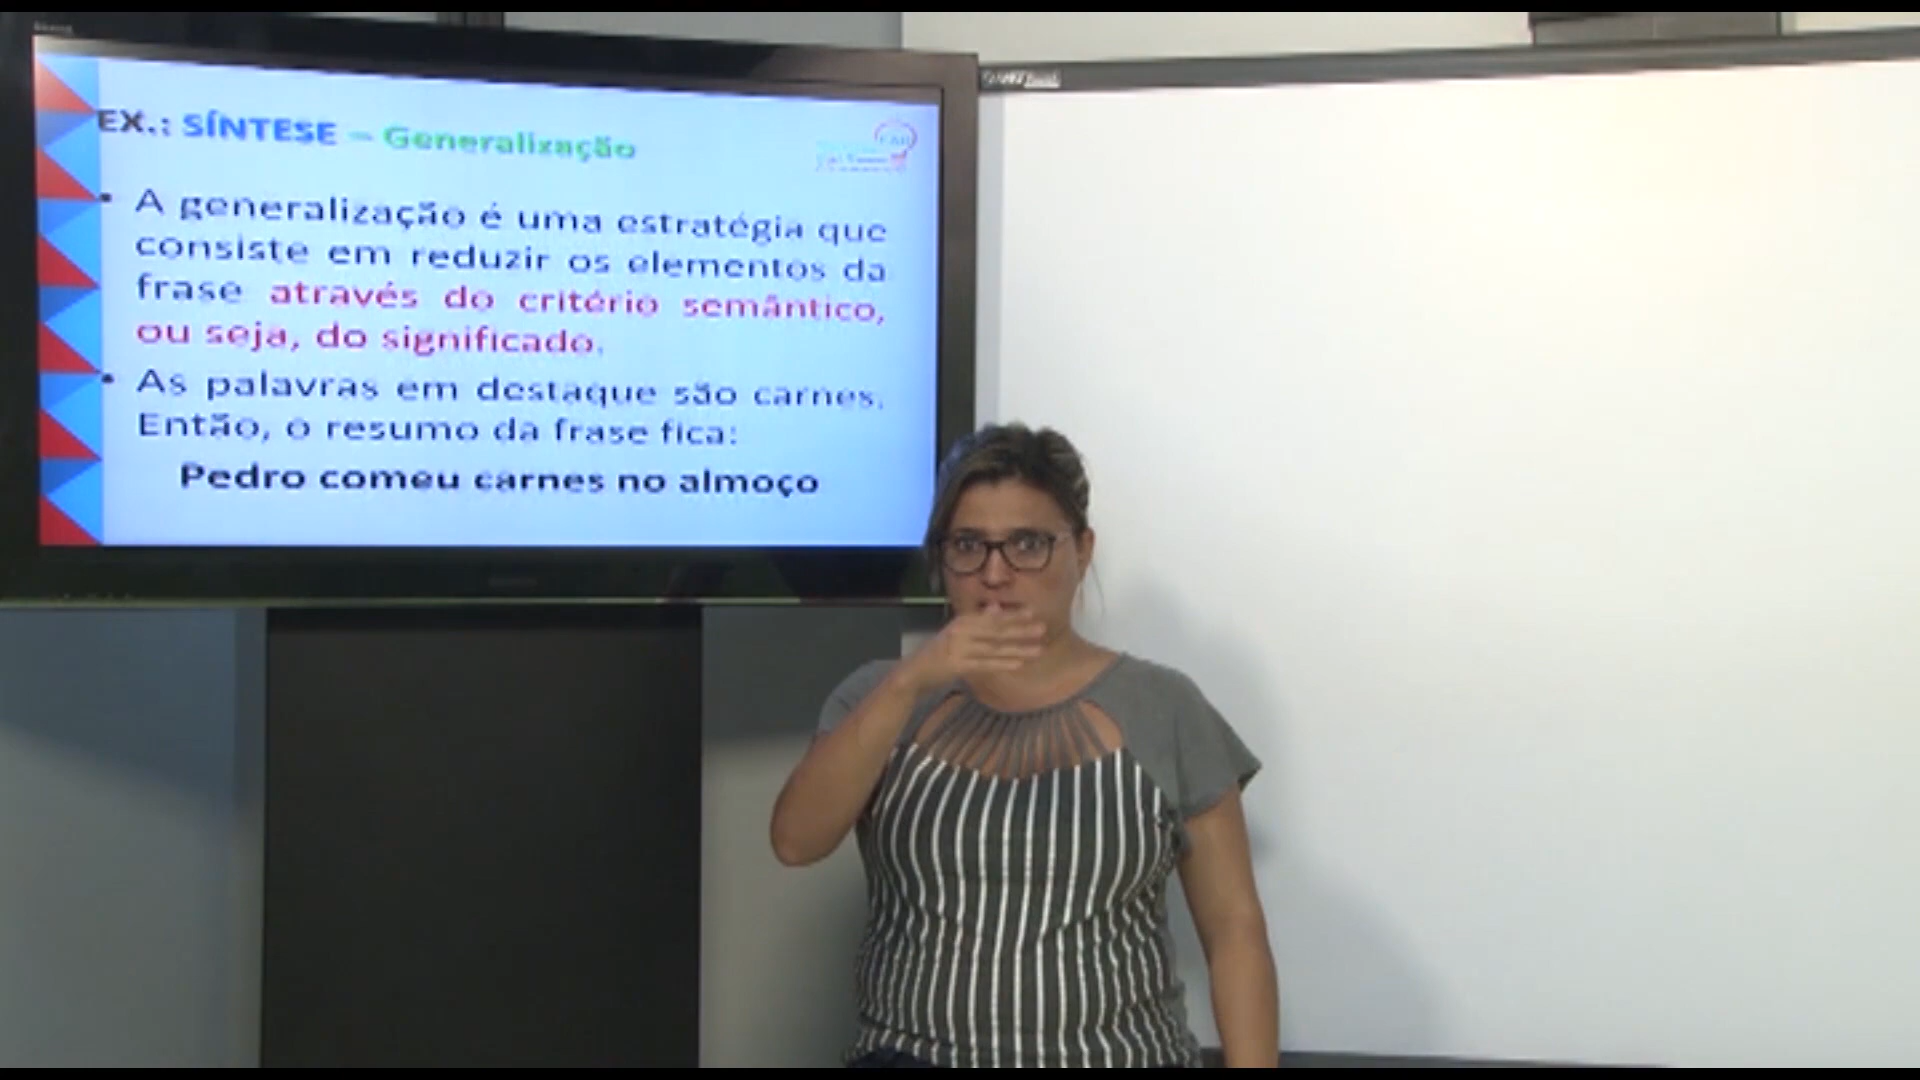 EX.: SÍNTESE – Generalização
• A generalização é uma estratégia que
consiste em reduzir os elementos da
frase através do critério semântico,
ou seja, do significado.
• As palavras em destaque são carnes.
Então, o resumo da frase fica:
Pedro comeu carnes no almoço